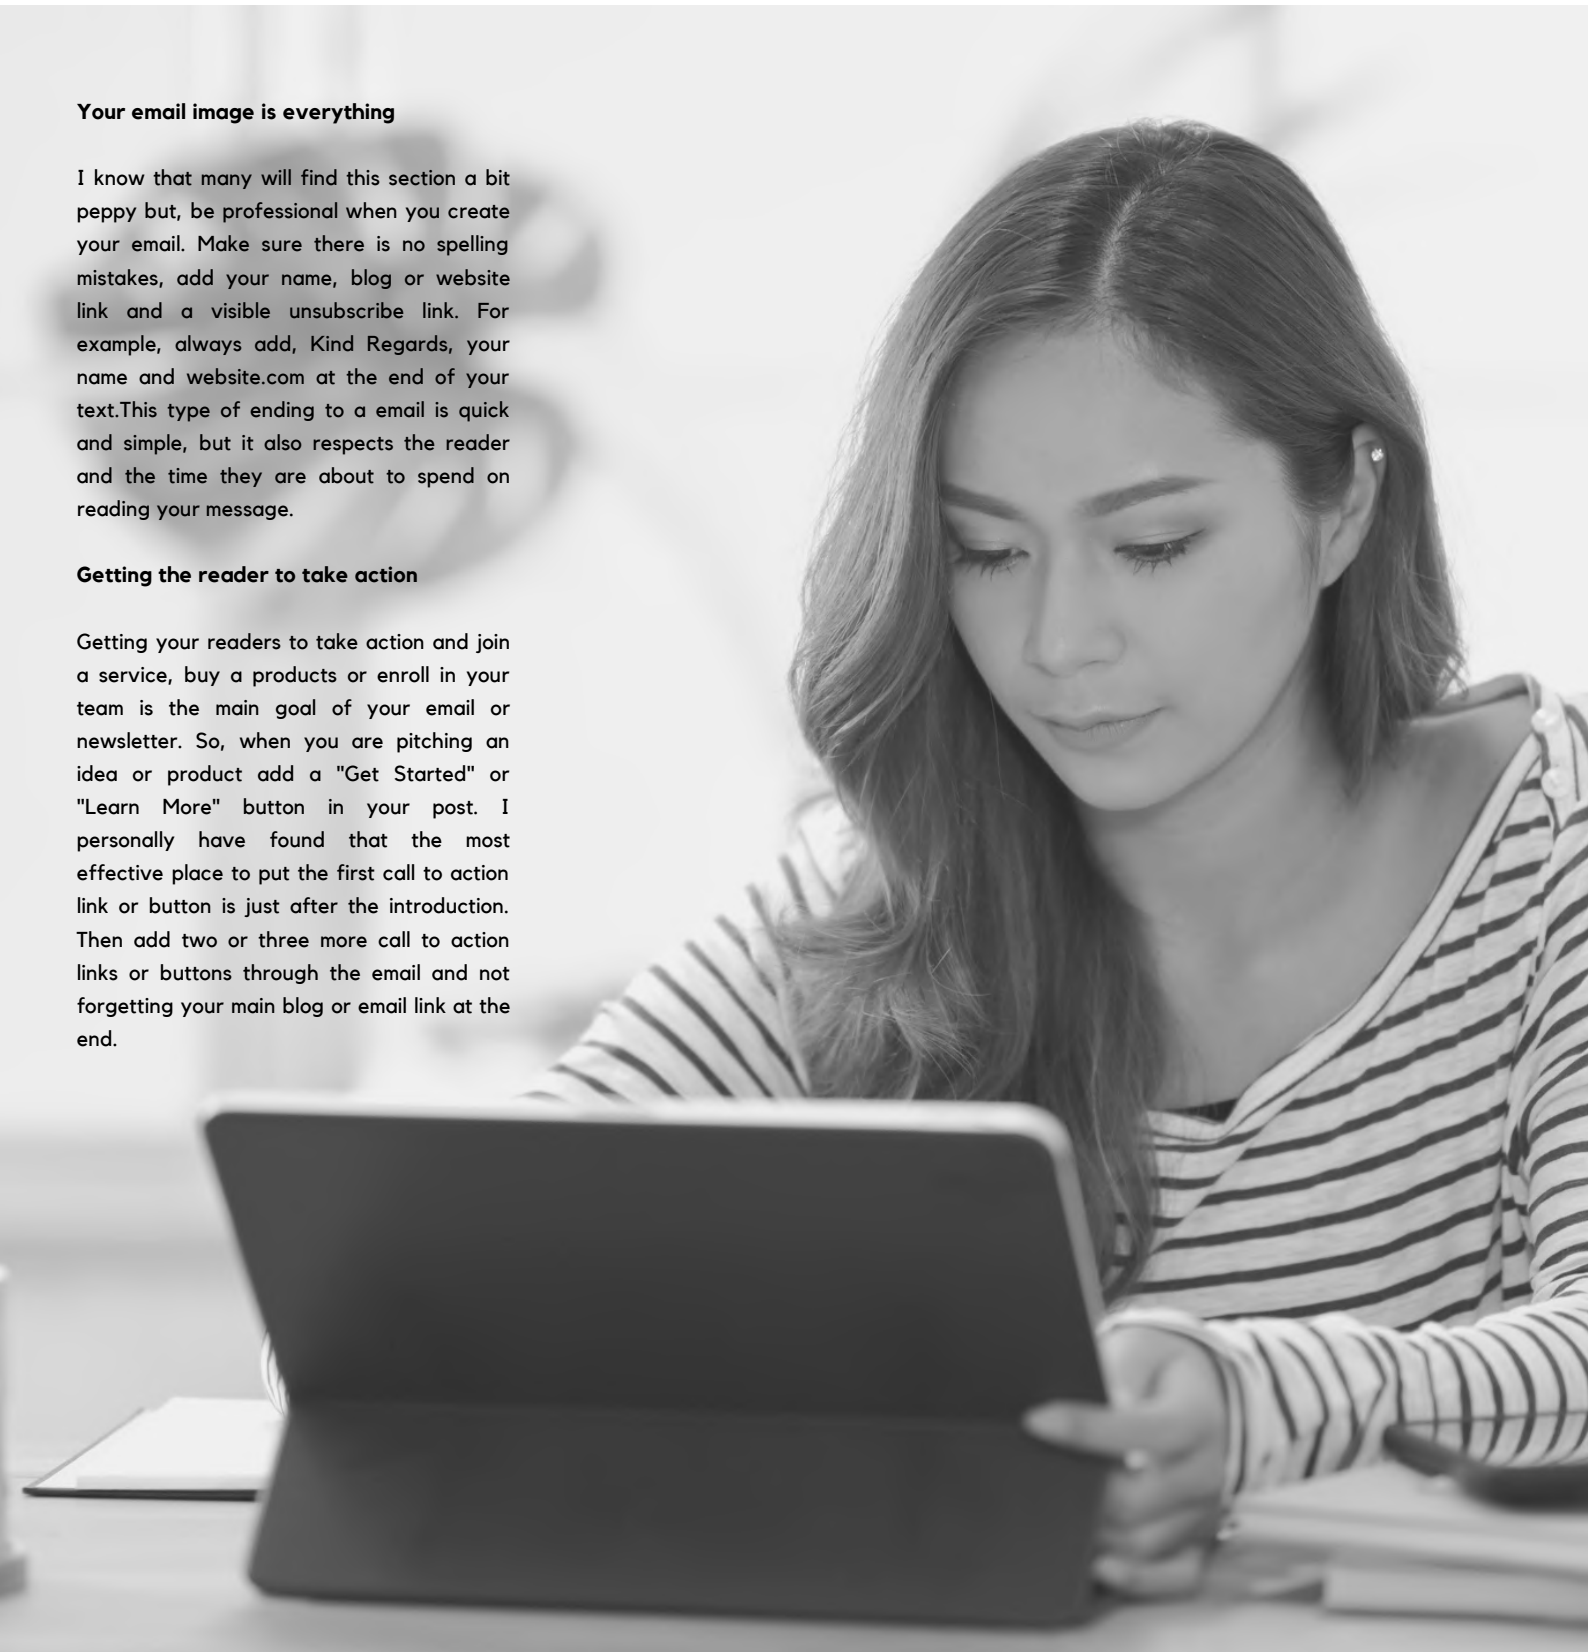 Your email image is everything
I know that many will find this section a bit
peppy but, be professional when you create
your email. Make sure there is no spelling
mistakes, add your name, blog or website
link and a visible unsubscribe link. For
example, always add, Kind Regards, your
name and website.com at the end of your
text.This type of ending to a email is quick
and simple, but it also respects the reader
and the time they are about to spend on
reading your message.
Getting the reader to take action
Getting your readers to take action and join
a service, buy a products or enroll in your
team is the main goal of your email or
newsletter. So, when you are pitching an
idea or product add a "Get Started" or
"Learn More" button in your post. I
personally have found that the most
effective place to put the first call to action
link or button is just after the introduction.
Then add two or three more call to action
links or buttons through the email and not
forgetting your main blog or email link at the
end.